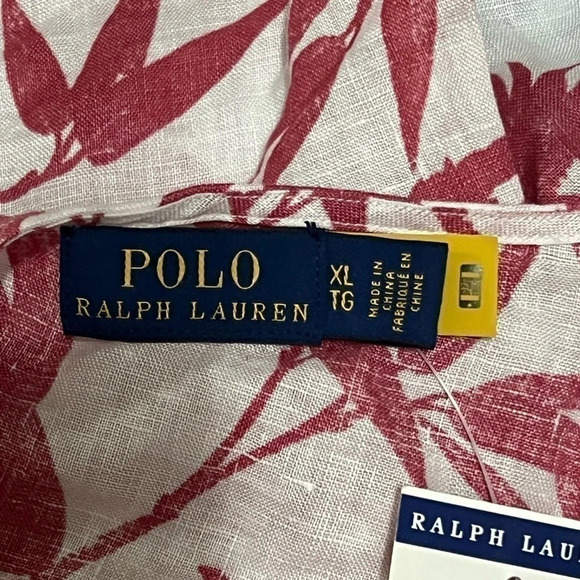 POLO
RALPH LAUREN
XL
TG
MADE IN
CHINA
FABRIQUÉ EN
CHINE
RALPH LAU